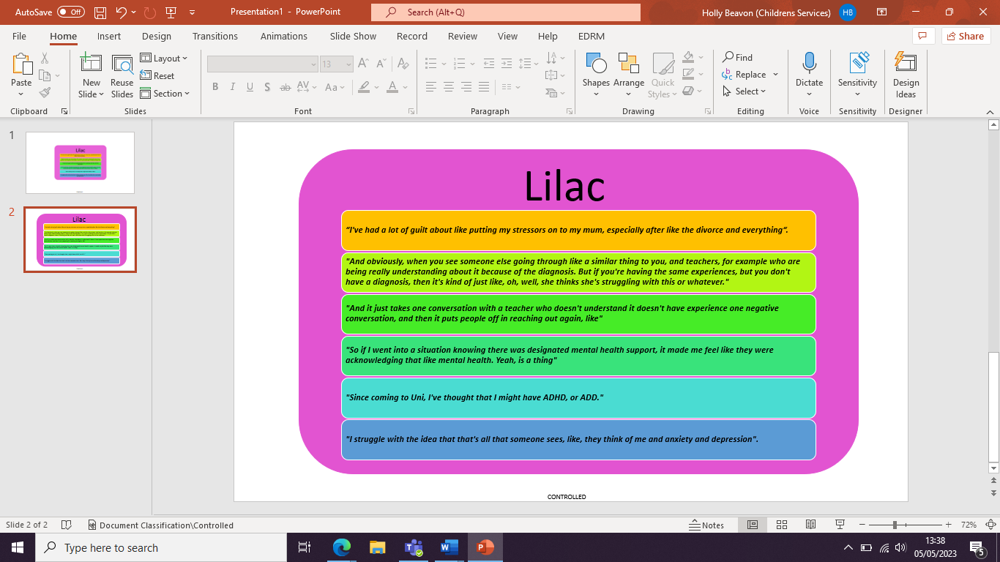 AutoSave Off Presentation1 - PowerPoint Search (Alt+Q) Holly Beavon (Childrens Services) HB
File Home Insert Design Transitions Animations Slide Show Record Review View Help EDRM Share
Paste
New Slide
Reuse Slides
Layout
Reset
Section
13
B I U S ab AV Aa A
Shapes Arrange Quick Styles
Find
Replace
Select
Dictate
Sensitivity
Design Ideas
Clipboard Slides Font Paragraph Drawing Editing Voice Sensitivity Designer
1
Lilac
2
Lilac
Lilac
“I've had a lot of guilt about like putting my stressors on to my mum, especially after like the divorce and everything“.
"And obviously, when you see someone else going through like a similar thing to you, and teachers, for example who are
being really understanding about it because of the diagnosis. But if you're having the same experiences, but you don't
have a diagnosis, then it's kind of just like, oh, well, she thinks she's struggling with this or whatever."
"And it just takes one conversation with a teacher who doesn't understand it doesn't have experience one negative
conversation, and then it puts people off in reaching out again, like"
"So if I went into a situation knowing there was designated mental health support, it made me feel like they were
acknowledging that like mental health. Yeah, is a thing"
"Since coming to Uni, I've thought that I might have ADHD, or ADD."
"I struggle with the idea that that's all that someone sees, like, they think of me and anxiety and depression".
CONTROLLED
Slide 2 of 2 Document Classification\Controlled Notes 72%
Type here to search
13:38
05/05/2023
5